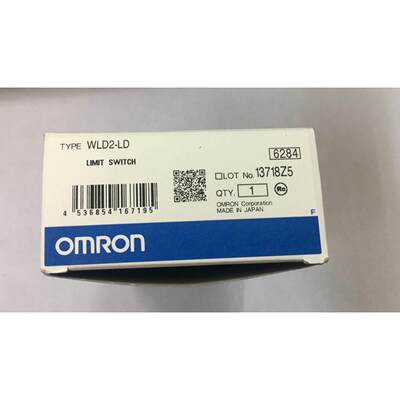 TYPE WLD2-LD
LIMIT SWITCH
4 536854 167195
6284
LOT No. 13718Z5
QTY. 1
OMRON Corporation
MADE IN JAPAN
F
OMRON